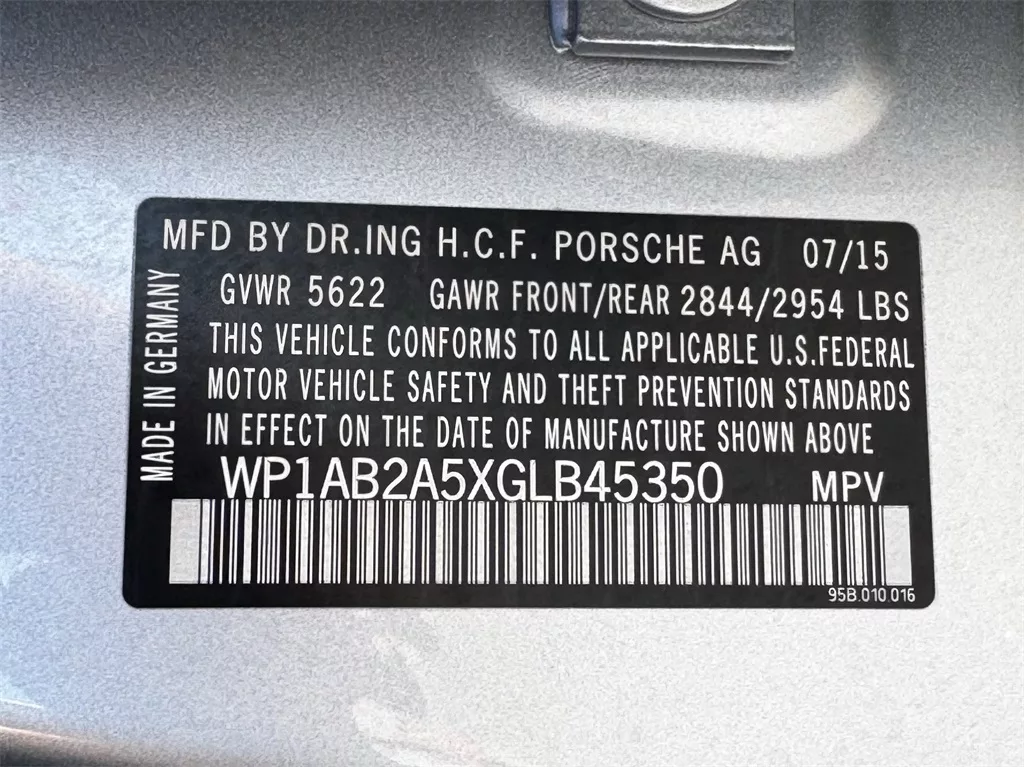 MFD BY DR.ING H.C.F. PORSCHE AG 07/15
GVWR 5622 GAWR FRONT/REAR 2844/2954 LBS
THIS VEHICLE CONFORMS TO ALL APPLICABLE U.S.FEDERAL
MOTOR VEHICLE SAFETY AND THEFT PREVENTION STANDARDS
IN EFFECT ON THE DATE OF MANUFACTURE SHOWN ABOVE
WP1AB2A5XGLB45350 MPV
95B.010.016
MADE IN GERMANY